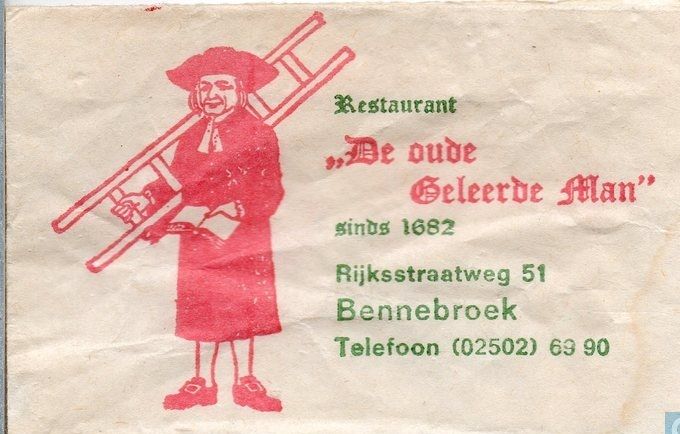 Restaurant
„De oude
Geleerde Man”
sinds 1682
Rijksstraatweg 51
Bennebroek
Telefoon (02502) 69 90